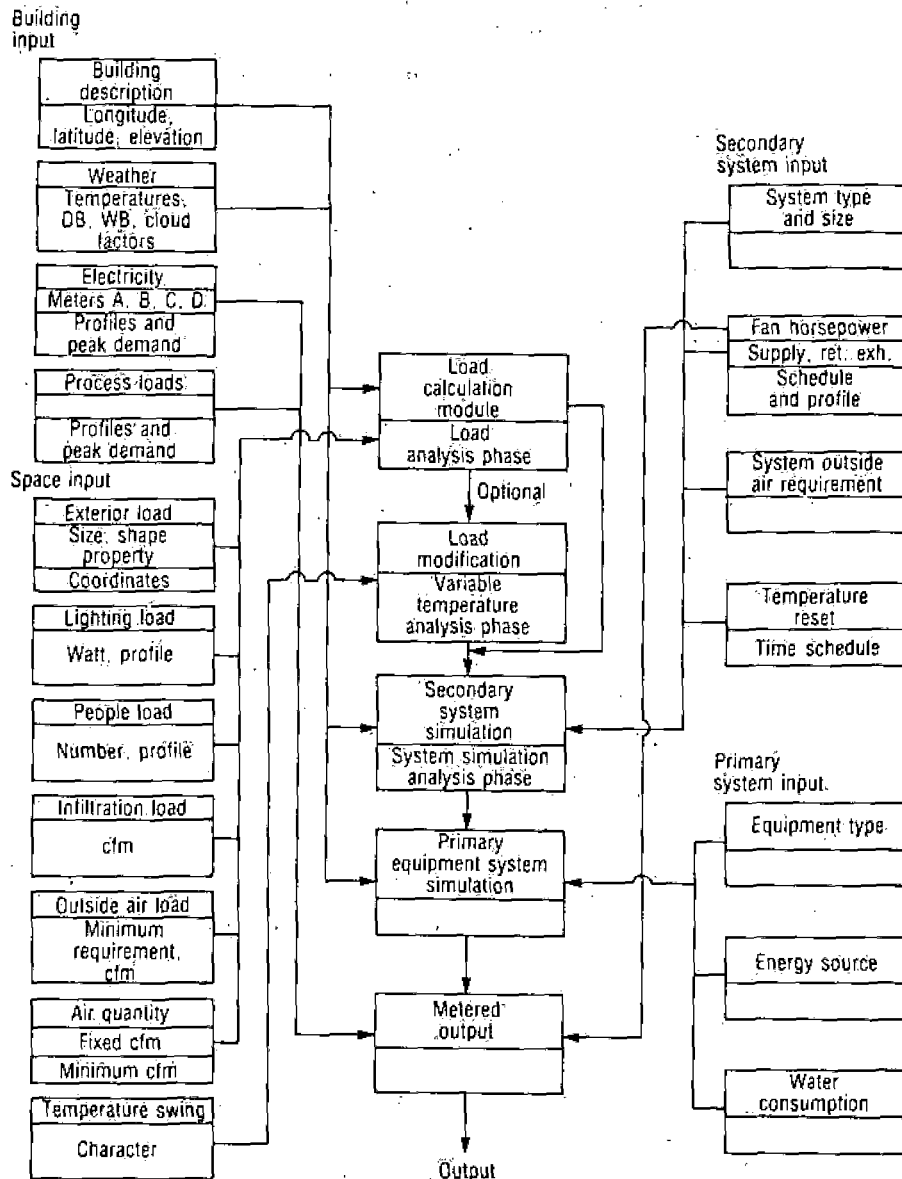 Building
input
Building
description
Longitude,
latitude, elevation
Weather
Temperatures,
DB, WB, cloud
factors
Electricity
Meters A, B, C, D
Profiles and
peak demand
Process loads
Profiles and
peak demand
Space input
Exterior load
Size, shape
property
Coordinates
Lighting load
Watt, profile
People load
Number, profile
Infiltration load
cfm
Outside air load
Minimum
requirement,
cfm
Air quantity
Fixed cfm
Minimum cfm
Temperature swing
Character
Load
calculation
module
Load
analysis phase
Optional
Load
modification
Variable
temperature
analysis phase
Secondary
system
simulation
System simulation
analysis phase
Primary
equipment system
simulation
Metered
output
Output
Secondary
system input
System type
and size
Fan horsepower
Supply, ret. exh.
Schedule
and profile
System outside
air requirement
Temperature
reset
Time schedule
Primary
system input.
Equipment type
Energy source
Water
consumption